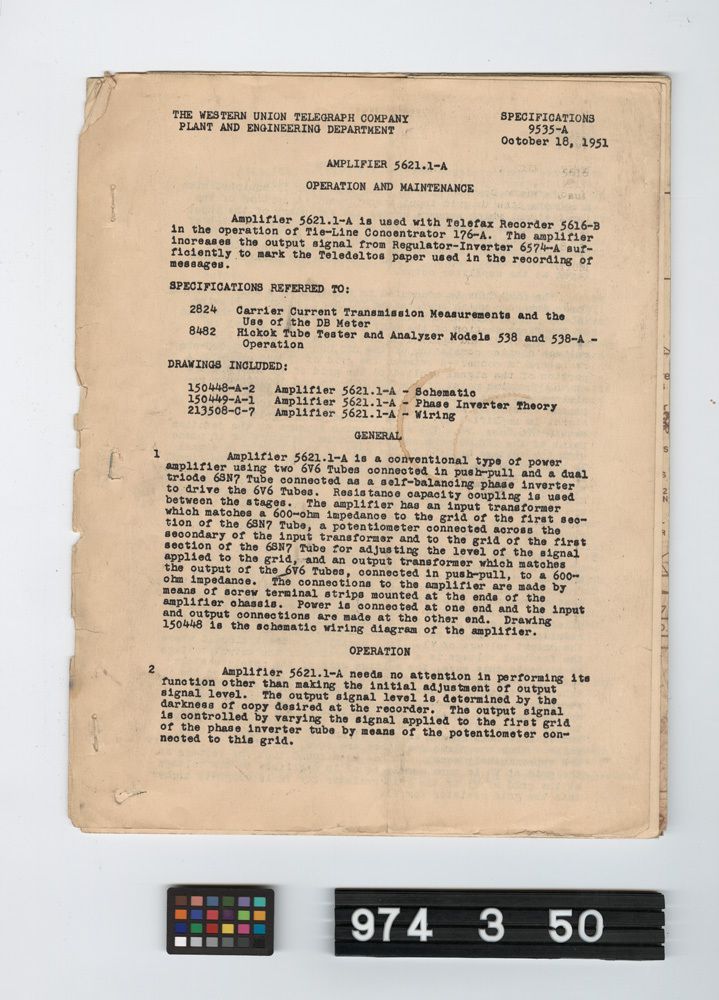 THE WESTERN UNION TELEGRAPH COMPANY
PLANT AND ENGINEERING DEPARTMENT
SPECIFICATIONS
9535-A
October 18, 1951
AMPLIFIER 5621.1-A
OPERATION AND MAINTENANCE
Amplifier 5621.1-A is used with Telefax Recorder 5616-B
in the operation of Tie-Line Concentrator 176-A. The amplifier
increases the output signal from Regulator-Inverter 6574-A suf-
ficiently to mark the Teledeltos paper used in the recording of
messages.
SPECIFICATIONS REFERRED TO:
2824 Carrier Current Transmission Measurements and the
Use of the DB Meter
8482 Hickok Tube Tester and Analyzer Models 538 and 538-A -
Operation
DRAWINGS INCLUDED:
150448-A-2 Amplifier 5621.1-A - Schematic
150449-A-1 Amplifier 5621.1-A - Phase Inverter Theory
213508-C-7 Amplifier 5621.1-A - Wiring
GENERAL
1 Amplifier 5621.1-A is a conventional type of power
amplifier using two 6V6 Tubes connected in push-pull and a dual
triode 6SN7 Tube connected as a self-balancing phase inverter
to drive the 6V6 Tubes. Resistance capacity coupling is used
between the stages. The amplifier has an input transformer
which matches a 600-ohm impedance to the grid of the first sec-
tion of the 6SN7 Tube, a potentiometer connected across the
secondary of the input transformer and to the grid of the first
section of the 6SN7 Tube for adjusting the level of the signal
applied to the grid, and an output transformer which matches
the output of the 6V6 Tubes, connected in push-pull, to a 600-
ohm impedance. The connections to the amplifier are made by
means of screw terminal strips mounted at the ends of the
amplifier chassis. Power is connected at one end and the input
and output connections are made at the other end. Drawing
150448 is the schematic wiring diagram of the amplifier.
OPERATION
2 Amplifier 5621.1-A needs no attention in performing its
function other than making the initial adjustment of output
signal level. The output signal level is determined by the
darkness of copy desired at the recorder. The output signal
is controlled by varying the signal applied to the first grid
of the phase inverter tube by means of the potentiometer con-
nected to this grid.
974 3 50